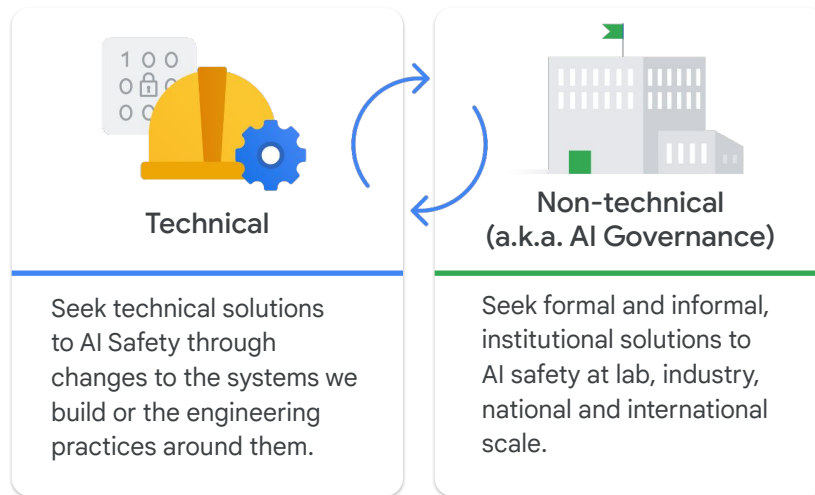 1 0 0
0 0
0 0
Technical
Seek technical solutions
to AI Safety through
changes to the systems we
build or the engineering
practices around them.
Non-technical
(a.k.a. AI Governance)
Seek formal and informal,
institutional solutions to
AI safety at lab, industry,
national and international
scale.